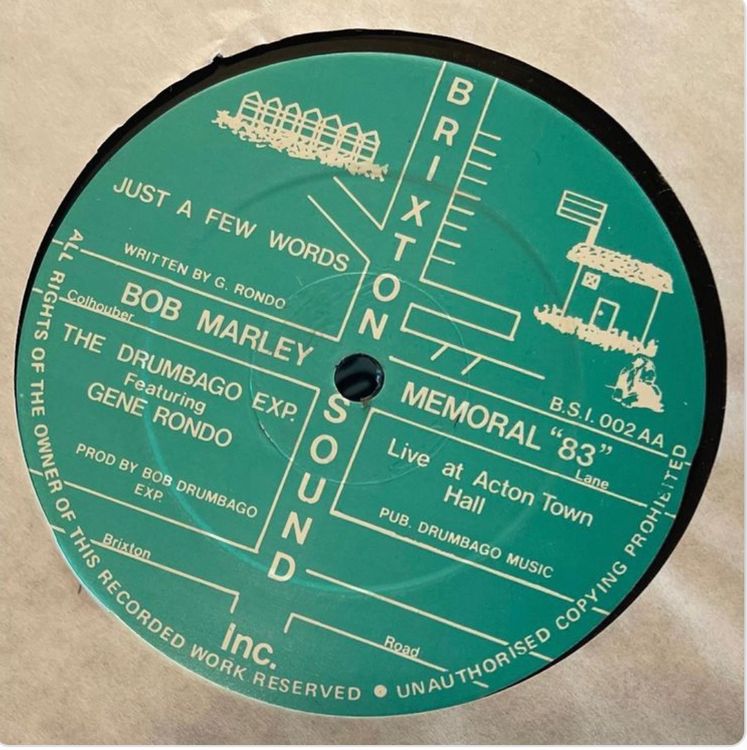 BRIXTON
SOUND
Inc.
JUST A FEW WORDS
WRITTEN BY G. RONDO
BOB MARLEY
MEMORAL "83"
Colhouber
Lane
THE DRUMBAGO EXP.
Featuring
GENE RONDO
PROD BY BOB DRUMBAGO
EXP.
B.S.I. 002 AA
Live at Acton Town
Hall
PUB. DRUMBAGO MUSIC
Brixton
Road
ALL RIGHTS OF THE OWNER OF THIS RECORDED WORK RESERVED • UNAUTHORISED COPYING PROHIBITED